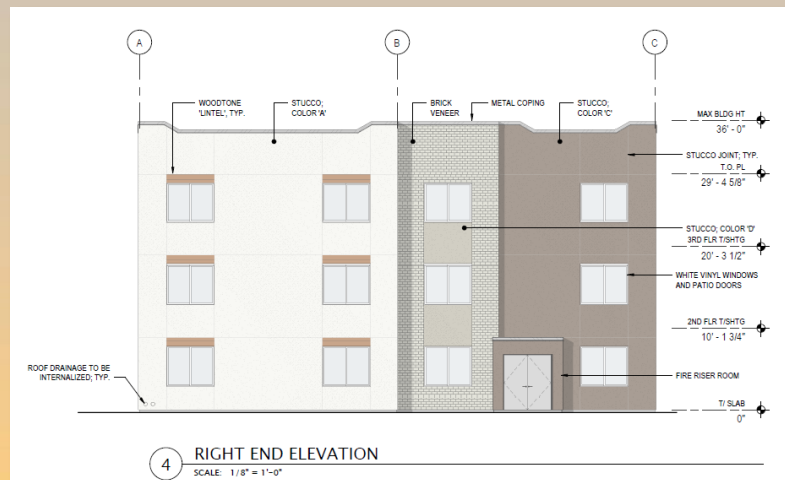 A
B
C
WOODTONE
'LINTEL', TYP.
STUCCO;
COLOR 'A'
BRICK
VENEER
METAL COPING
STUCCO;
COLOR 'C'
MAX BLDG HT
36' - 0"
STUCCO JOINT; TYP.
T.O. PL
29' - 4 5/8"
STUCCO; COLOR 'D'
3RD FLR T/SHTG
20' - 3 1/2"
WHITE VINYL WINDOWS
AND PATIO DOORS
2ND FLR T/SHTG
10' - 1 3/4"
ROOF DRAINAGE TO BE
INTERNALIZED; TYP.
FIRE RISER ROOM
T/ SLAB
0"
4
RIGHT END ELEVATION
SCALE: 1/8" = 1'-0"